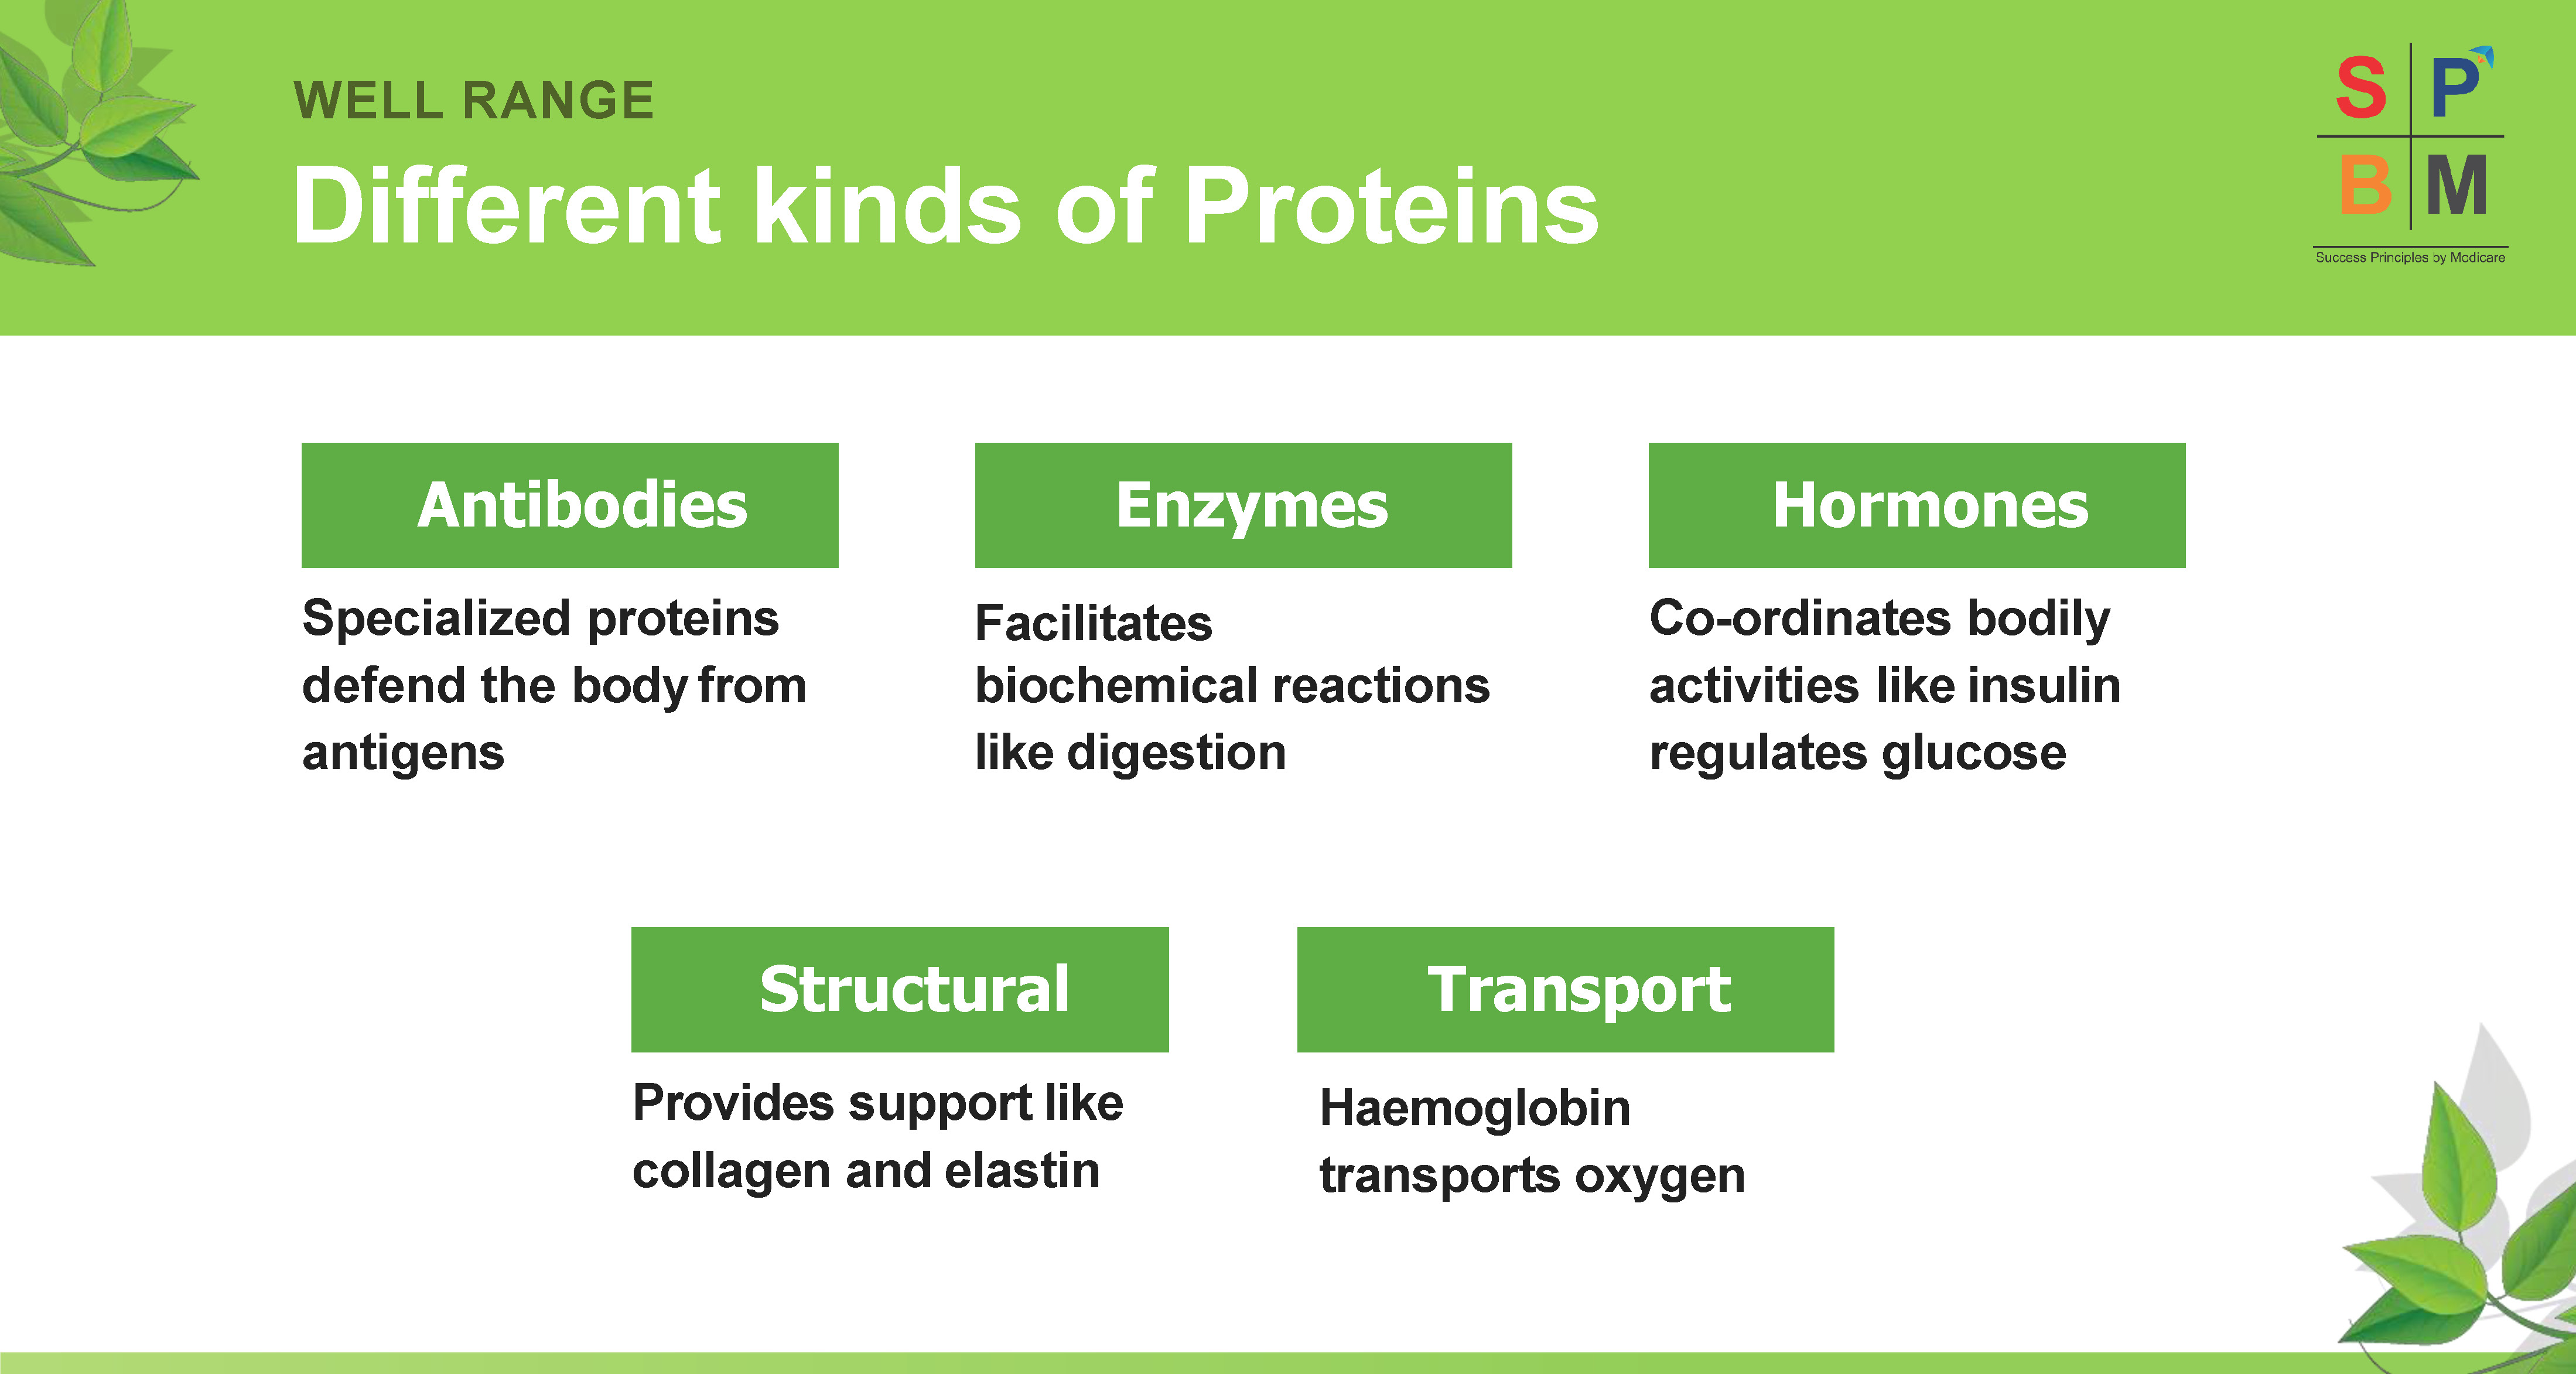 WELL RANGE
Different kinds of Proteins
S P
B M
Success Principles by Modicare
Antibodies
Specialized proteins
defend the body from
antigens
Enzymes
Facilitates
biochemical reactions
like digestion
Hormones
Co-ordinates bodily
activities like insulin
regulates glucose
Structural
Provides support like
collagen and elastin
Transport
Haemoglobin
transports oxygen